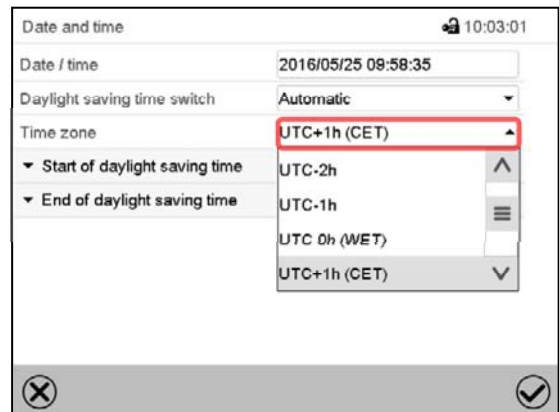 Date and time 10:03:01
Date / time 2016/05/25 09:58:35
Daylight saving time switch Automatic
Time zone UTC+1h (CET)
Start of daylight saving time UTC-2h
UTC-1h
End of daylight saving time
UTC 0h (WET)
UTC+1h (CET)